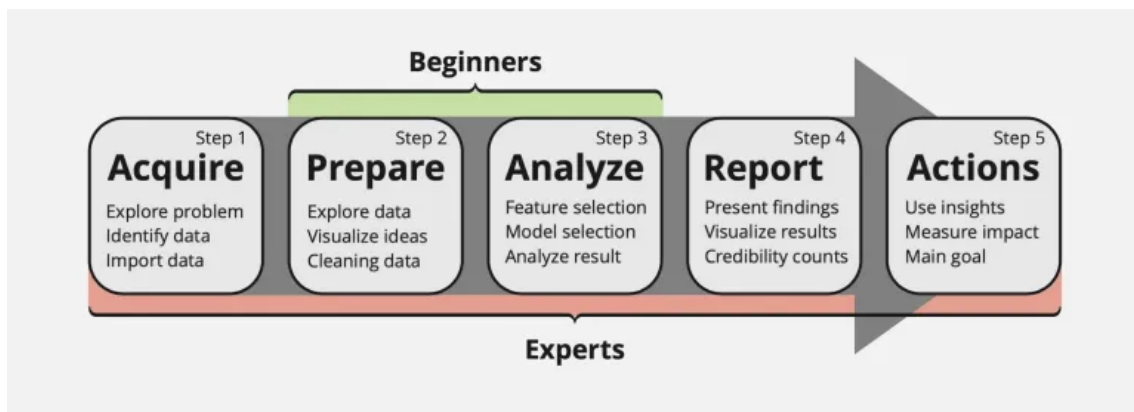 Beginners
Step 1
Acquire
Explore problem
Identify data
Import data
Step 2
Prepare
Explore data
Visualize ideas
Cleaning data
Step 3
Analyze
Feature selection
Model selection
Analyze result
Step 4
Report
Present findings
Visualize results
Credibility counts
Step 5
Actions
Use insights
Measure impact
Main goal
Experts